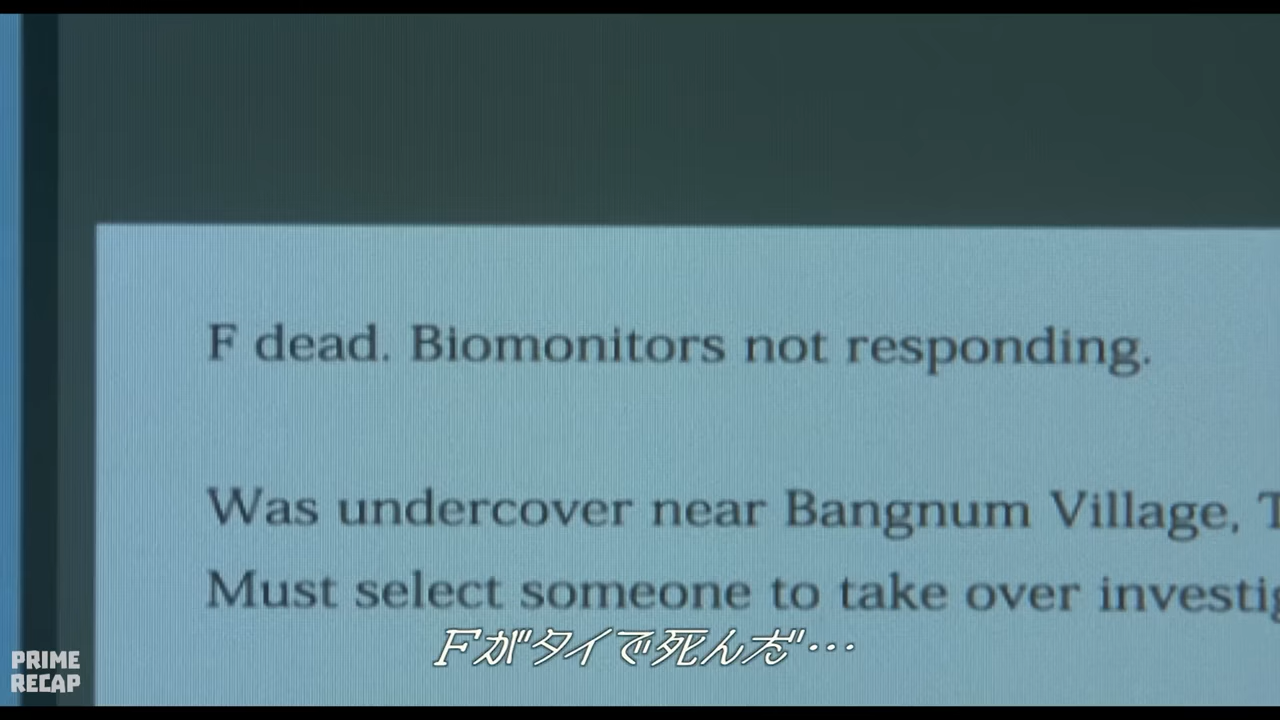 F dead. Biomonitors not responding.
Was undercover near Bangnum Village,
Must select someone to take over
FがタイでÉ死んだ…
PRIME
RECAP